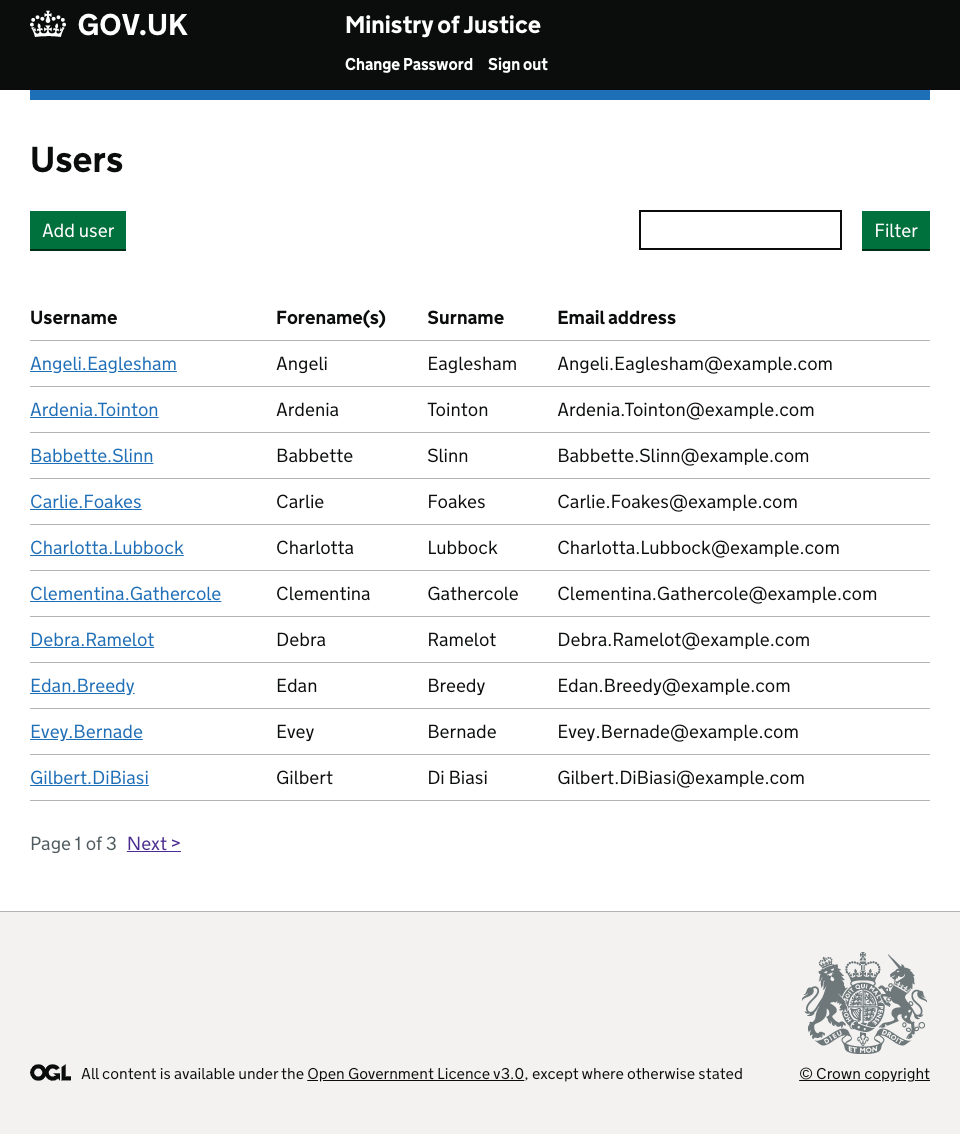 GOV.UK Ministry of Justice
Change Password Sign out
Users
Add user Filter
Username Forename(s) Surname Email address
Angeli.Eaglesham Angeli Eaglesham Angeli.Eaglesham@example.com
Ardenia.Tointon Ardenia Tointon Ardenia.Tointon@example.com
Babbette.Slinn Babbette Slinn Babbette.Slinn@example.com
Carlie.Foakes Carlie Foakes Carlie.Foakes@example.com
Charlotta.Lubbock Charlotta Lubbock Charlotta.Lubbock@example.com
Clementina.Gathercole Clementina Gathercole Clementina.Gathercole@example.com
Debra.Ramelot Debra Ramelot Debra.Ramelot@example.com
Edan.Breedy Edan Breedy Edan.Breedy@example.com
Evey.Bernade Evey Bernade Evey.Bernade@example.com
Gilbert.DiBiasi Gilbert Di Biasi Gilbert.DiBiasi@example.com
Page 1 of 3 Next >
DIEU ET MON DROIT
OGL All content is available under the Open Government Licence v3.0, except where otherwise stated © Crown copyright